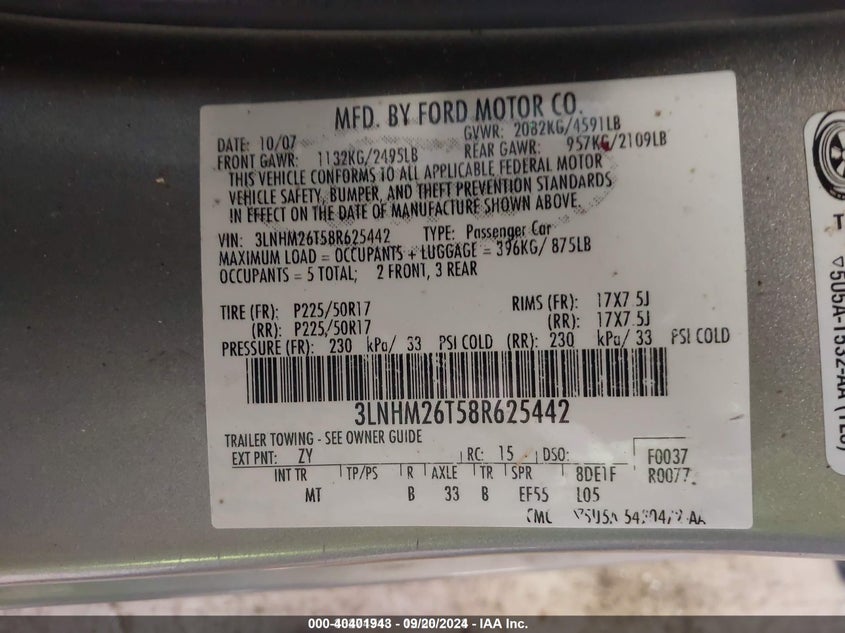 MFD. BY FORD MOTOR CO.
DATE: 10/07 GVWR: 2082KG/4591LB
FRONT GAWR: 1132KG/2495LB REAR GAWR: 957KG/2109LB
THIS VEHICLE CONFORMS TO ALL APPLICABLE FEDERAL MOTOR
VEHICLE SAFETY, BUMPER, AND THEFT PREVENTION STANDARDS
IN EFFECT ON THE DATE OF MANUFACTURE SHOWN ABOVE.
VIN: 3LNHM26T58R625442 TYPE: Passenger Car
MAXIMUM LOAD = OCCUPANTS + LUGGAGE = 396KG/ 875LB
OCCUPANTS = 5 TOTAL; 2 FRONT, 3 REAR
TIRE (FR): P225/50R17 RIMS (FR): 17X7.5J
(RR): P225/50R17 (RR): 17X7.5J
PRESSURE (FR): 230 kPa/ 33 PSI COLD (RR): 230 kPa/ 33 PSI COLD
3LNHM26T58R625442
TRAILER TOWING - SEE OWNER GUIDE
EXT PNT: ZY RC: 15 DSO: F0037
INT TR TP/PS R AXLE TR SPR 8DE1F R0077
MT B 33 B EF55 L05
000-40401943 - 09/20/2024 - IAA Inc.